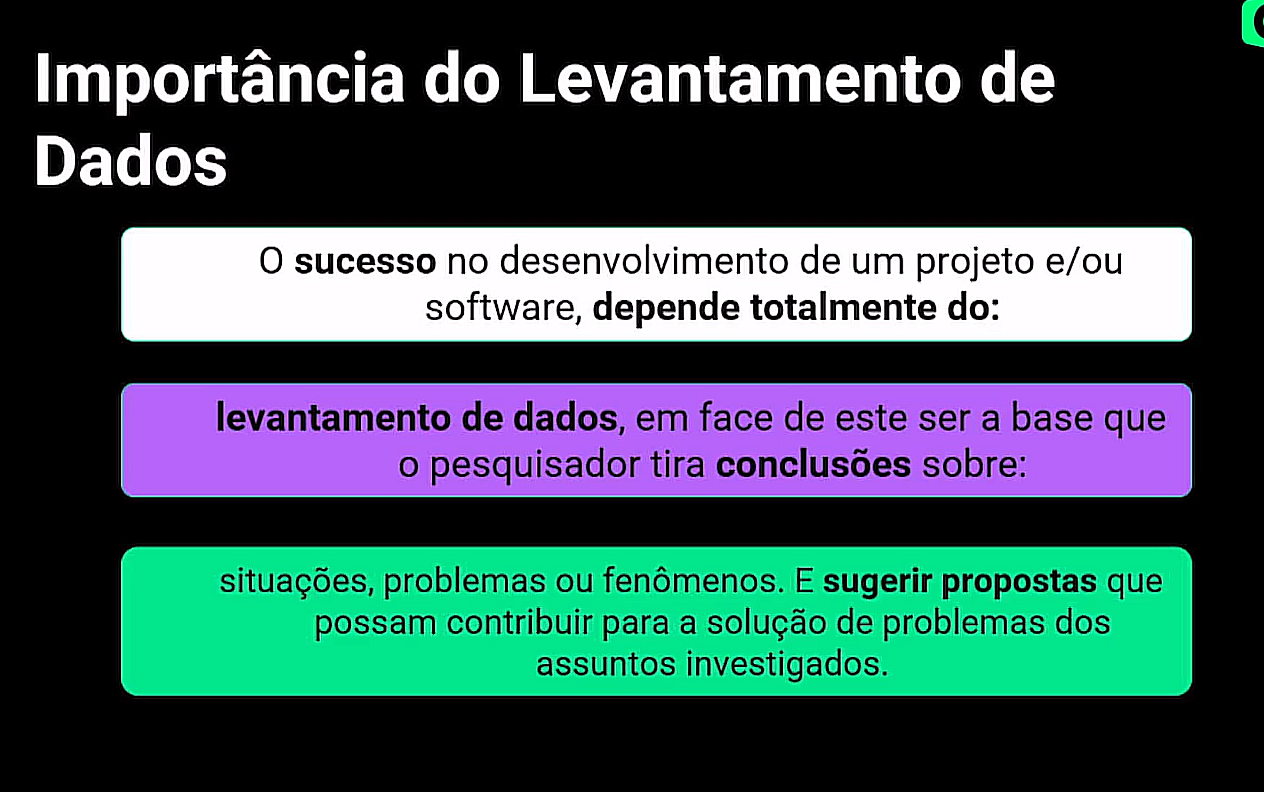 Importância do Levantamento de
Dados
O sucesso no desenvolvimento de um projeto e/ou
software, depende totalmente do:
levantamento de dados, em face de este ser a base que
o pesquisador tira conclusões sobre:
situações, problemas ou fenômenos. E sugerir propostas que
possam contribuir para a solução de problemas dos
assuntos investigados.